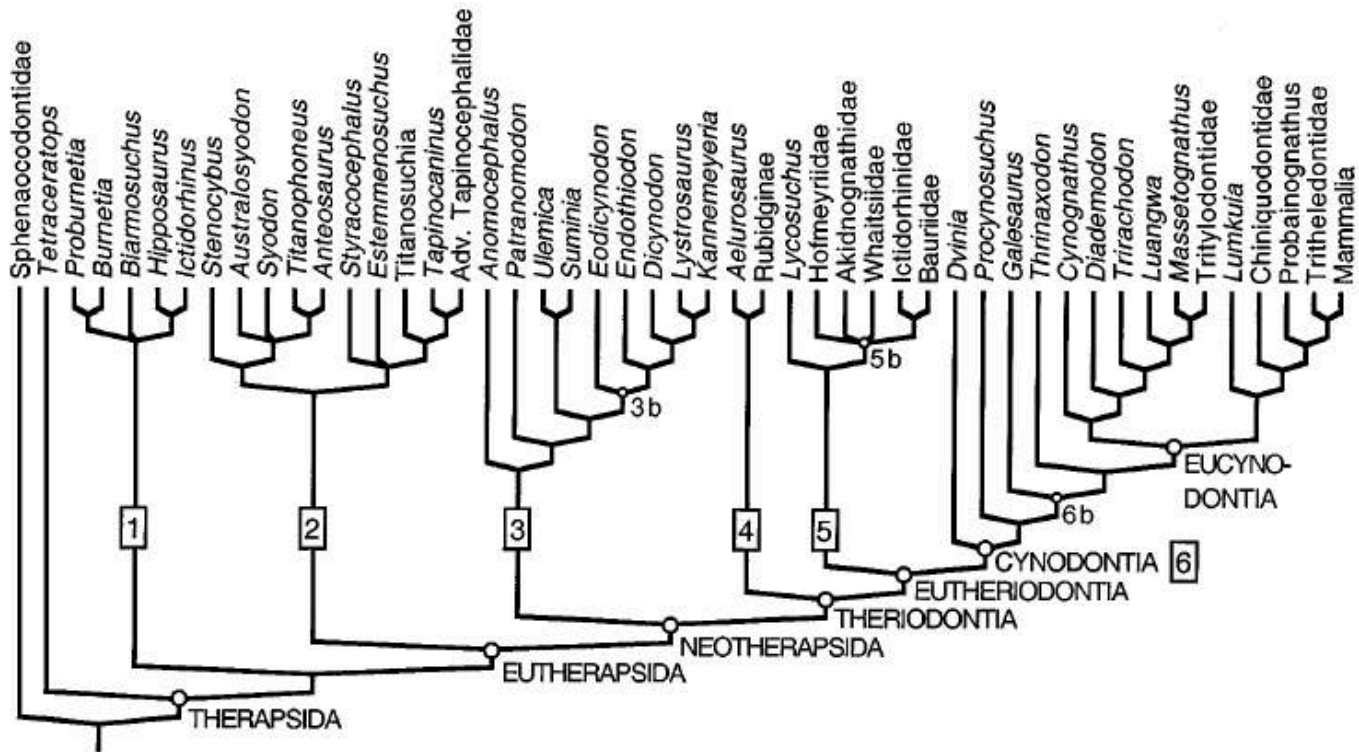 Sphenaocodontidae
Tetraceratops
Proburnetia
Burnetia
Biarmosuchus
Hipposaurus
Ictidorhinus
Stenocybus
Australosyodon
Syodon
Titanophoneus
Anteosaurus
Styracocephalus
Estemmenosuchus
Titanosuchia
Tapinocaninus
Adv. Tapinocephalidae
Anomocephalus
Patranomodon
Ulemica
Suminia
Eodicynodon
Endothiodon
Dicynodon
Lystrosaurus
Kannemeyeria
Aelurosaurus
Rubidginae
Lycosuchus
Hofmeyriidae
Akidnognathidae
Whaitsiidae
Ictidorhinidae
Bauriidae
Dvinia
Procynosuchus
Galesaurus
Thrinaxodon
Cynognathus
Diademodon
Trirachodon
Luangwa
Massetognathus
Tritylodontidae
Lumkuia
Chiniquodontidae
Probainognathus
Tritheledontidae
Mammalia
5b
3b
EUCYNO-
DONTIA
6b
1
2
3
4
5
CYNODONTIA 6
EUTHERIODONTIA
THERIODONTIA
NEOTHERAPSIDA
EUTHERAPSIDA
THERAPSIDA